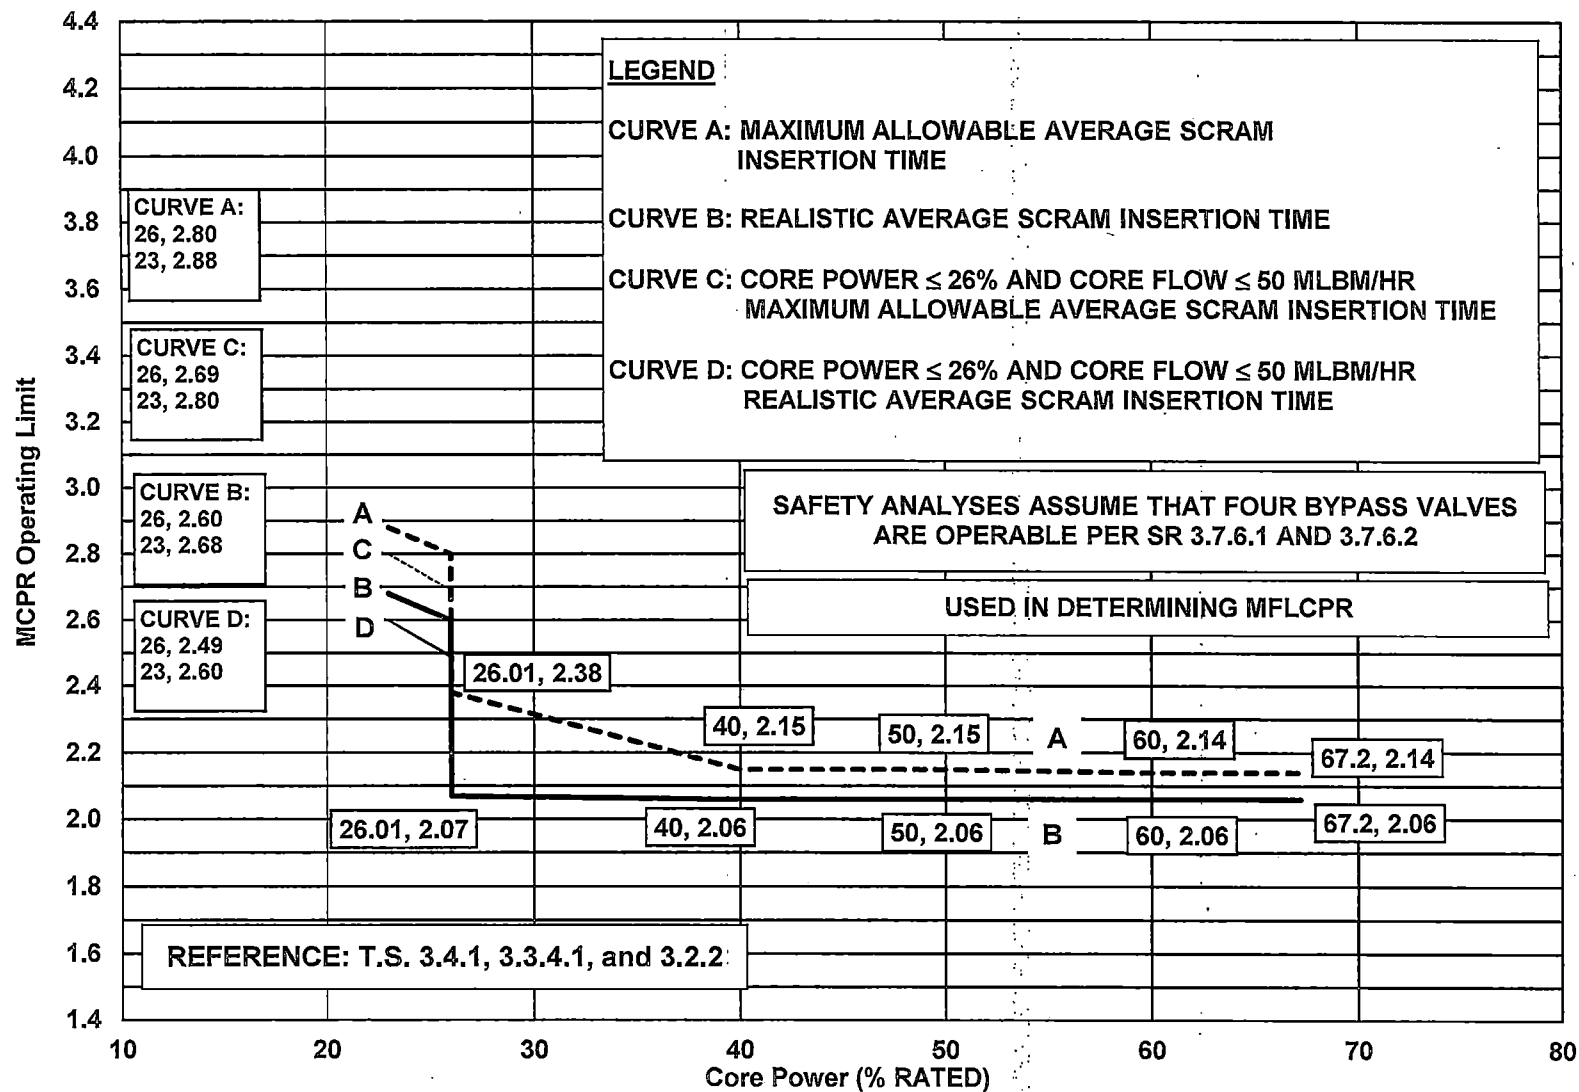 MCPR Operating Limit
4.4
4.2
4.0
3.8
3.6
3.4
3.2
3.0
2.8
2.6
2.4
2.2
2.0
1.8
1.6
1.4
LEGEND
CURVE A: MAXIMUM ALLOWABLE AVERAGE SCRAM
INSERTION TIME
CURVE B: REALISTIC AVERAGE SCRAM INSERTION TIME
CURVE C: CORE POWER ≤ 26% AND CORE FLOW ≤ 50 MLBM/HR
MAXIMUM ALLOWABLE AVERAGE SCRAM INSERTION TIME
CURVE D: CORE POWER ≤ 26% AND CORE FLOW ≤ 50 MLBM/HR
REALISTIC AVERAGE SCRAM INSERTION TIME
CURVE A:
26, 2.80
23, 2.88
CURVE C:
26, 2.69
23, 2.80
CURVE B:
26, 2.60
23, 2.68
CURVE D:
26, 2.49
23, 2.60
SAFETY ANALYSES ASSUME THAT FOUR BYPASS VALVES
ARE OPERABLE PER SR 3.7.6.1 AND 3.7.6.2
USED IN DETERMINING MFLCPR
A
C
B
D
26.01, 2.38
40, 2.15
50, 2.15
A
60, 2.14
67.2, 2.14
26.01, 2.07
40, 2.06
50, 2.06
B
60, 2.06
67.2, 2.06
REFERENCE: T.S. 3.4.1, 3.3.4.1, and 3.2.2
10
20
30
40
50
60
70
80
Core Power (% RATED)